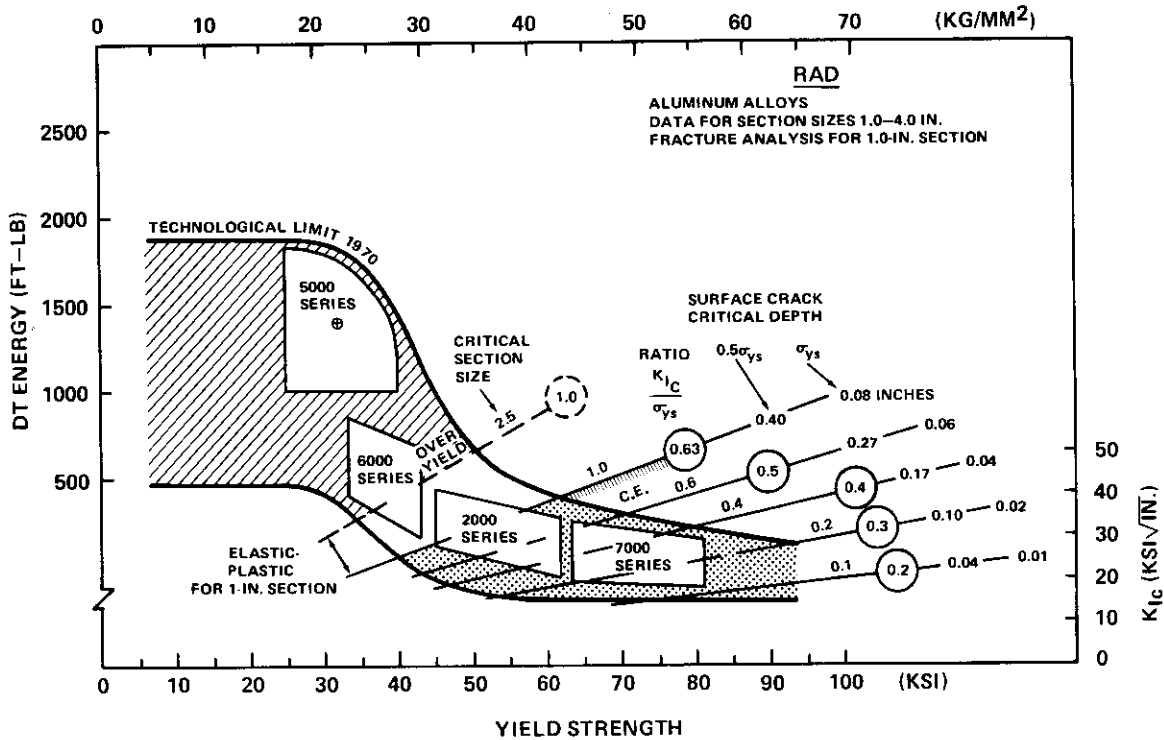 0 10 20 30 40 50 60 70 (KG/MM²)
RAD
ALUMINUM ALLOYS
DATA FOR SECTION SIZES 1.0–4.0 IN.
FRACTURE ANALYSIS FOR 1.0-IN. SECTION
DT ENERGY (FT–LB)
2500
2000
1500
1000
500
TECHNOLOGICAL LIMIT 1970
5000
SERIES
CRITICAL
SECTION
SIZE
2.5
1.0
OVER
YIELD
6000
SERIES
2000
SERIES
7000
SERIES
ELASTIC-
PLASTIC
FOR 1-IN. SECTION
SURFACE CRACK
CRITICAL DEPTH
RATIO
K_Ic
σys
0.5σys
σys
1.0 0.63 0.40 0.08 INCHES
C.E.
0.6 0.5 0.27 0.06
0.4 0.4 0.17 0.04
0.2 0.3 0.10 0.02
0.1 0.2 0.04 0.01
50
40
30
20
10
0
K_Ic (KSI√IN.)
0 10 20 30 40 50 60 70 80 90 100 (KSI)
YIELD STRENGTH